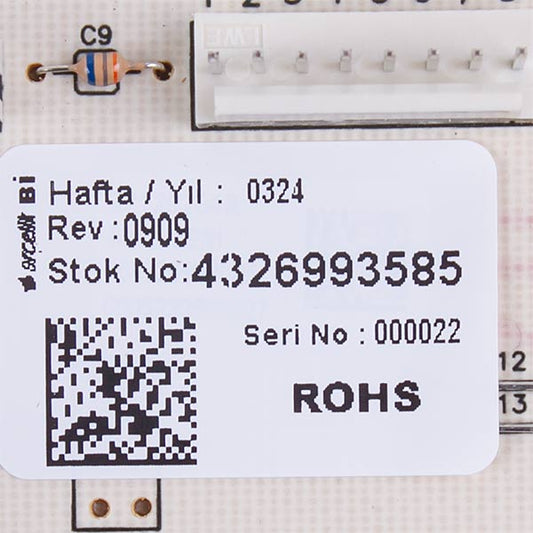 C9
Hafta / Yıl : 0324
Rev :0909
Stok No:4326993585
Seri No : 000022
ROHS
12
13